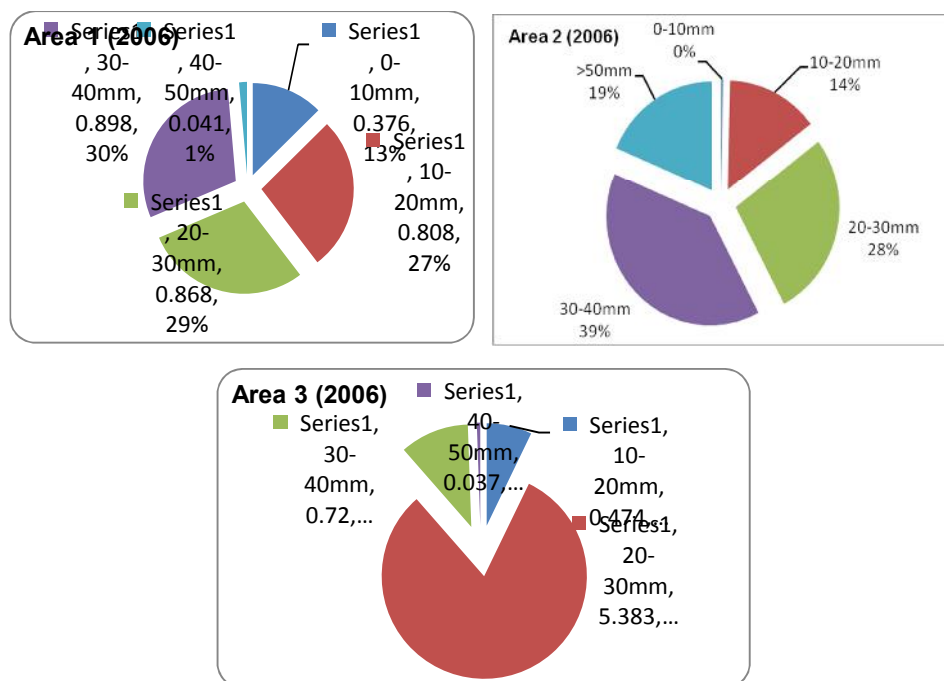 Area 1 (2006)
Series1
, 30-
40mm,
0.898,
30%
Series1
, 40-
50mm,
0.041,
1%
Series1
, 0-
10mm,
0.376,
13%
Series1
, 10-
20mm,
0.808,
27%
Series1
, 20-
30mm,
0.868,
29%
Area 2 (2006)
0-10mm
0%
10-20mm
14%
20-30mm
28%
30-40mm
39%
>50mm
19%
Area 3 (2006)
Series1,
30-
40mm,
0.72,...
Series1,
40-
50mm,
0.037,...
Series1,
10-
20mm,
0.474,...
Series1,
20-
30mm,
5.383,...